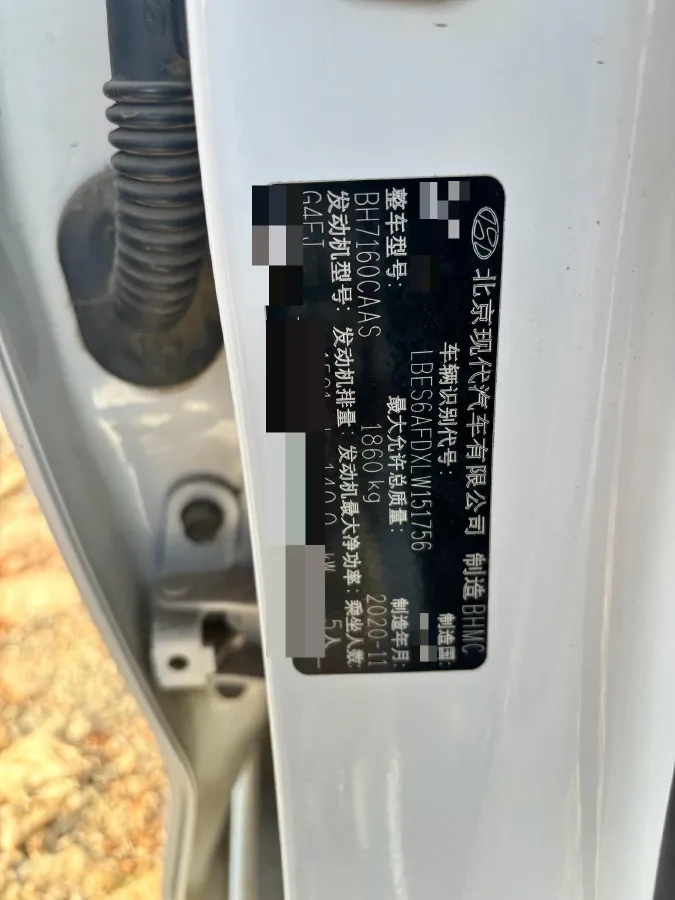 北京现代汽车有限公司 制造 BHMC
车辆识别代号: 制造国:
LBES6AFDXLW151756
整车型号: 最大允许总质量: 制造年月:
BH7160CAAS 1860 kg 2020-11
发动机型号: 发动机排量: 发动机最大净功率: 乘坐人数:
G4FJ kW 5人